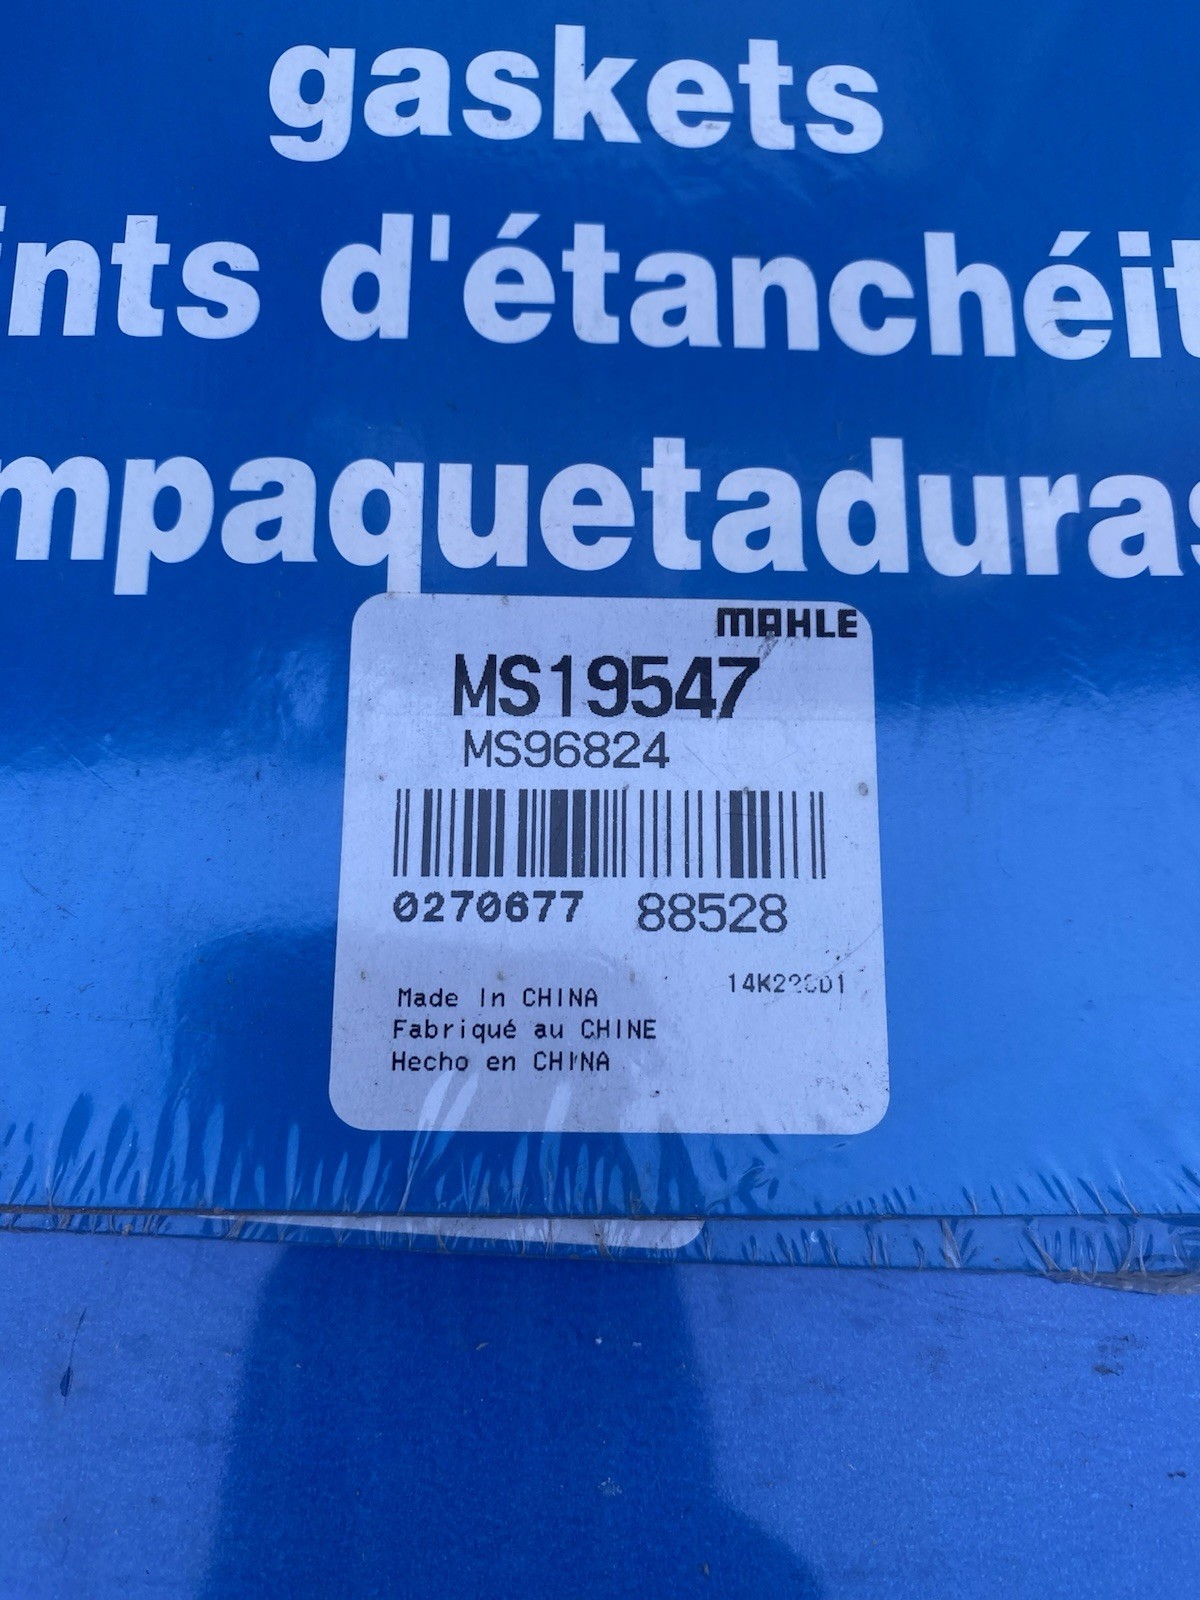 gaskets
ints d'étanchéit
mpaquetaduras
MAHLE
MS19547
MS96824
0270677 88528
Made In CHINA
Fabriqué au CHINE
Hecho en CHINA